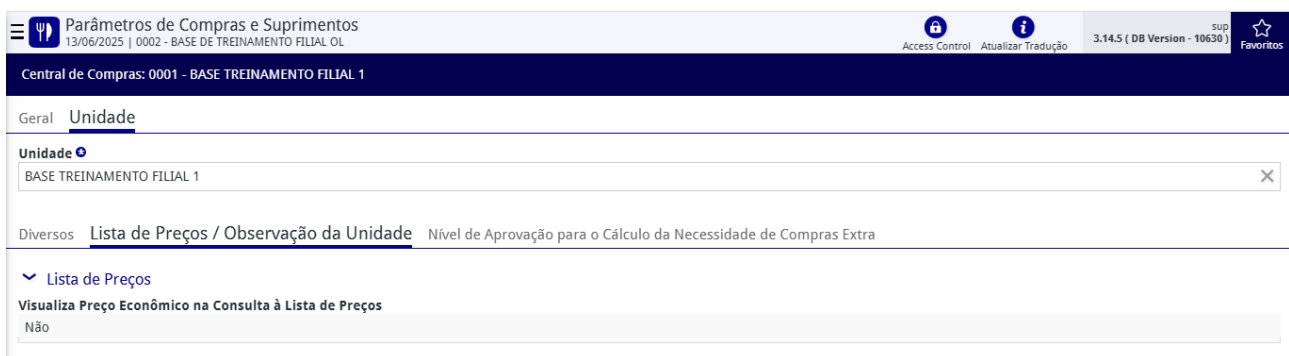 Parâmetros de Compras e Suprimentos
13/06/2025 | 0002 - BASE DE TREINAMENTO FILIAL OL
Access Control
Atualizar Tradução
sup
3.14.5 ( DB Version - 10630 )
Favoritos
Central de Compras: 0001 - BASE TREINAMENTO FILIAL 1
Geral Unidade
Unidade
BASE TREINAMENTO FILIAL 1
Diversos Lista de Preços / Observação da Unidade Nível de Aprovação para o Cálculo da Necessidade de Compras Extra
Lista de Preços
Visualiza Preço Econômico na Consulta à Lista de Preços
Não